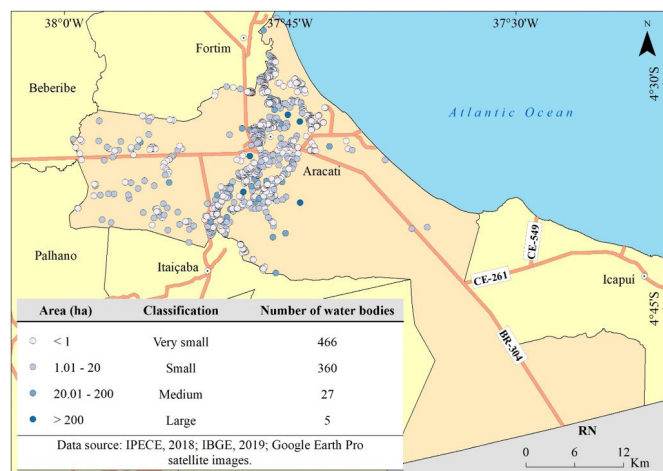 38°0'W
37°45'W
37°30'W
N
Fortim
4°30'S
Beberibe
Atlantic Ocean
Aracati
Palhano
Itaiçaba
CE-549
CE-261
Icapuí
4°45'S
BR-304
Area (ha) Classification Number of water bodies
< 1 Very small 466
1.01 - 20 Small 360
20.01 - 200 Medium 27
> 200 Large 5
Data source: IPECE, 2018; IBGE, 2019; Google Earth Pro
satellite images.
RN
0 6 12
Km